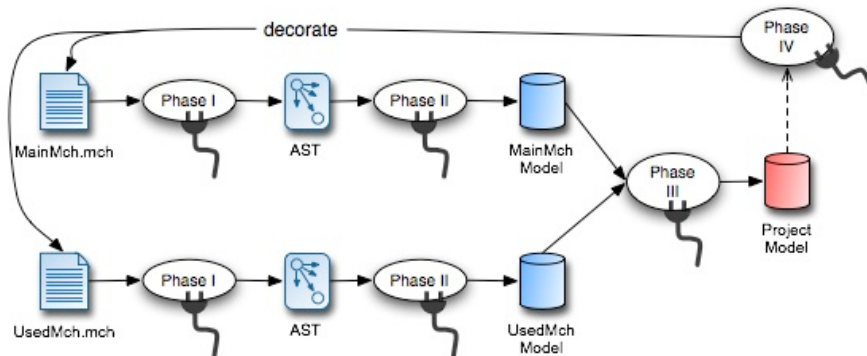 decorate
Phase
IV
Phase I
Phase II
MainMch.mch
AST
MainMch
Model
Phase
III
Project
Model
Phase I
Phase II
UsedMch.mch
AST
UsedMch
Model